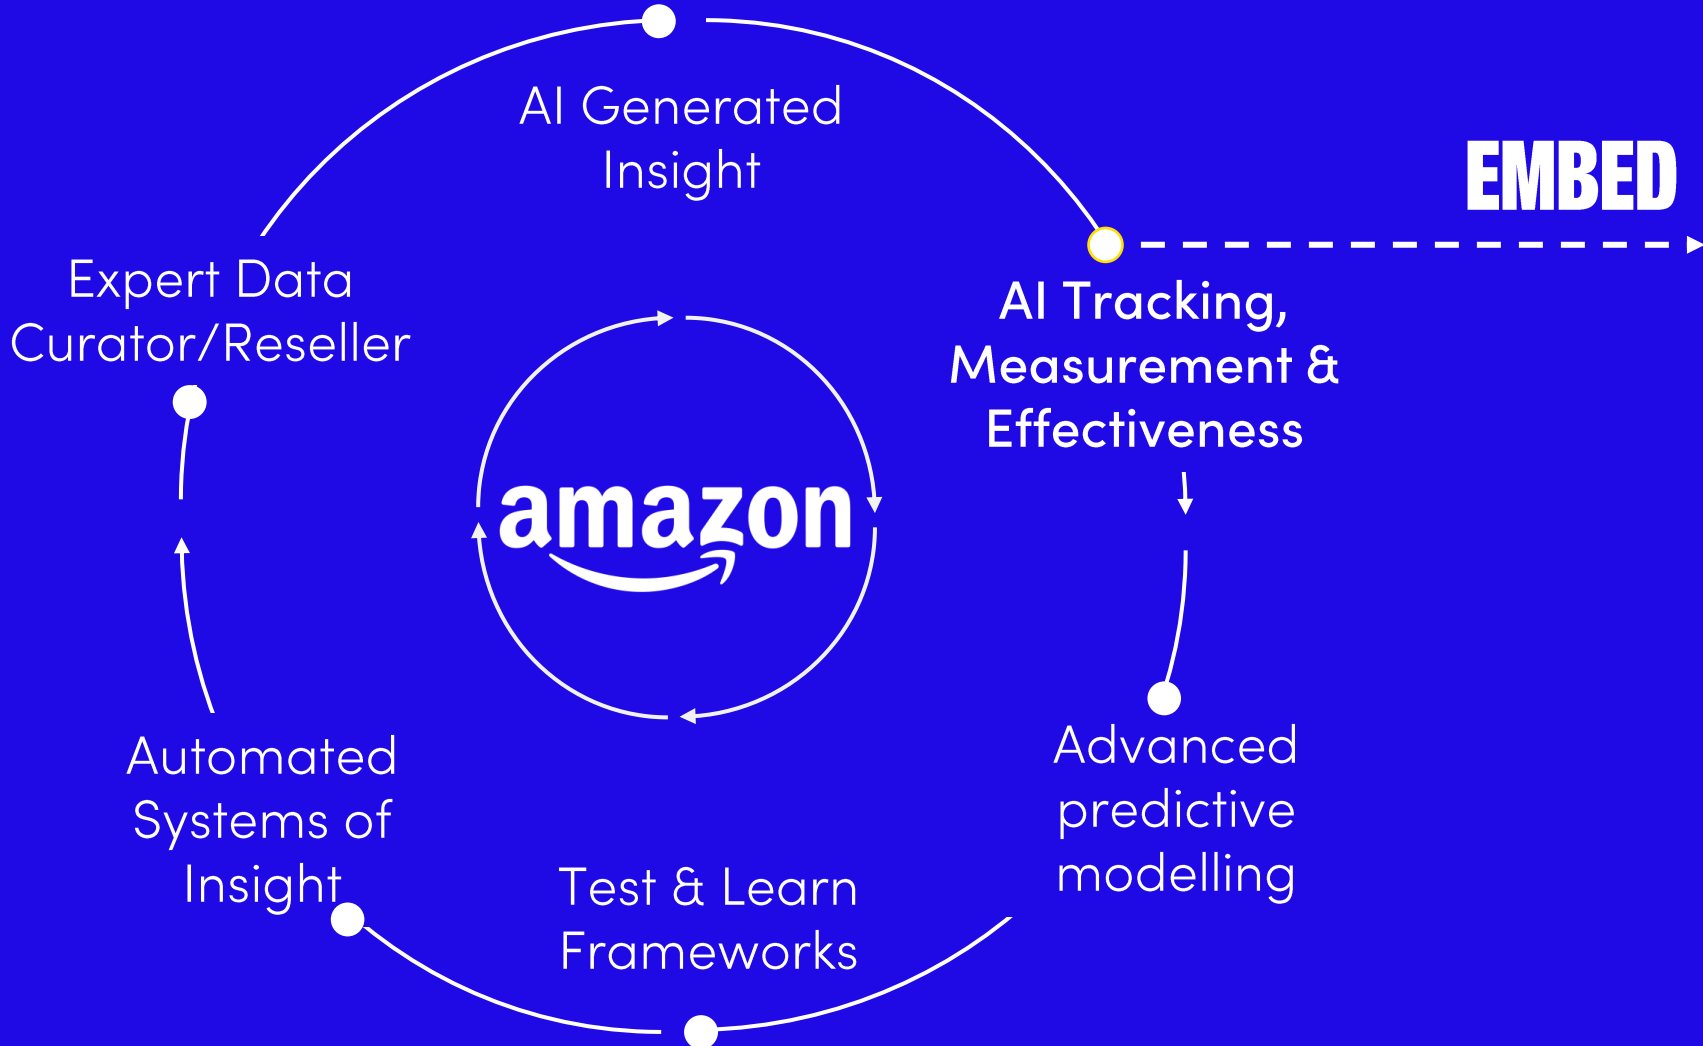 AI Generated
Insight
EMBED
Expert Data
Curator/Reseller
AI Tracking,
Measurement &
Effectiveness
amazon
Automated
Systems of
Insight
Advanced
predictive
modelling
Test & Learn
Frameworks